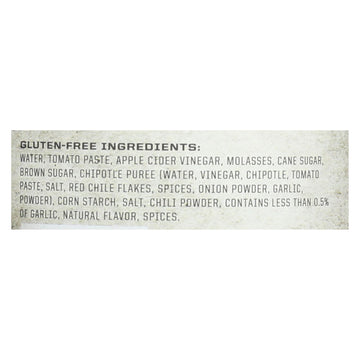 GLUTEN-FREE INGREDIENTS:
WATER, TOMATO PASTE, APPLE CIDER VINEGAR, MOLASSES, CANE SUGAR,
BROWN SUGAR, CHIPOTLE PUREE (WATER, VINEGAR, CHIPOTLE, TOMATO
PASTE, SALT, RED CHILE FLAKES, SPICES, ONION POWDER, GARLIC,
POWDER), CORN STARCH, SALT, CHILI POWDER, CONTAINS LESS THAN 0.5%
OF GARLIC, NATURAL FLAVOR, SPICES.